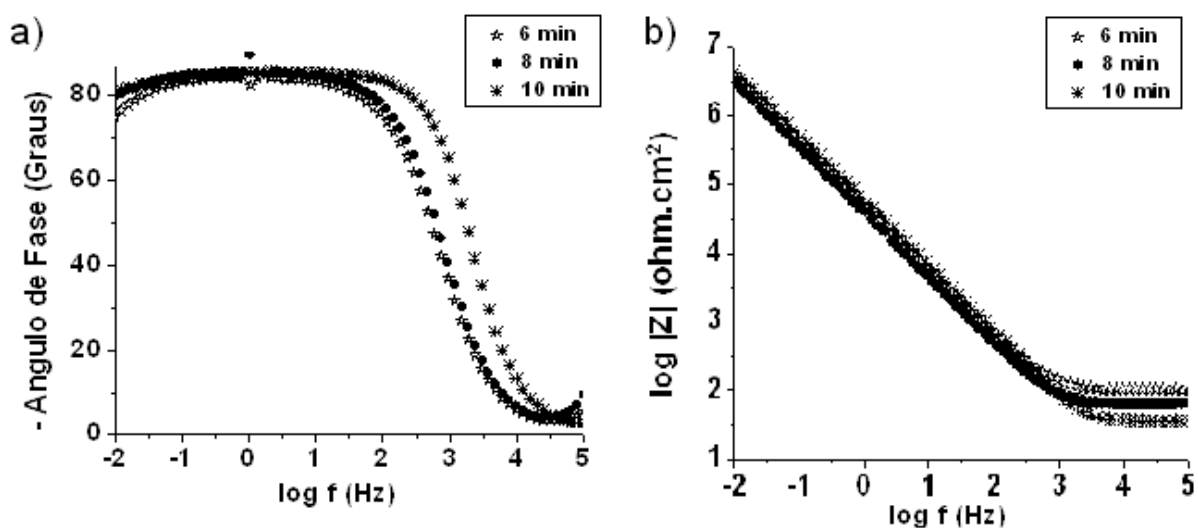 a)
6 min
8 min
10 min
80
60
40
20
0
- Angulo de Fase (Graus)
-2 -1 0 1 2 3 4 5
log f (Hz)
b)
6 min
8 min
10 min
7
6
5
4
3
2
1
log |Z| (ohm.cm²)
-2 -1 0 1 2 3 4 5
log f (Hz)